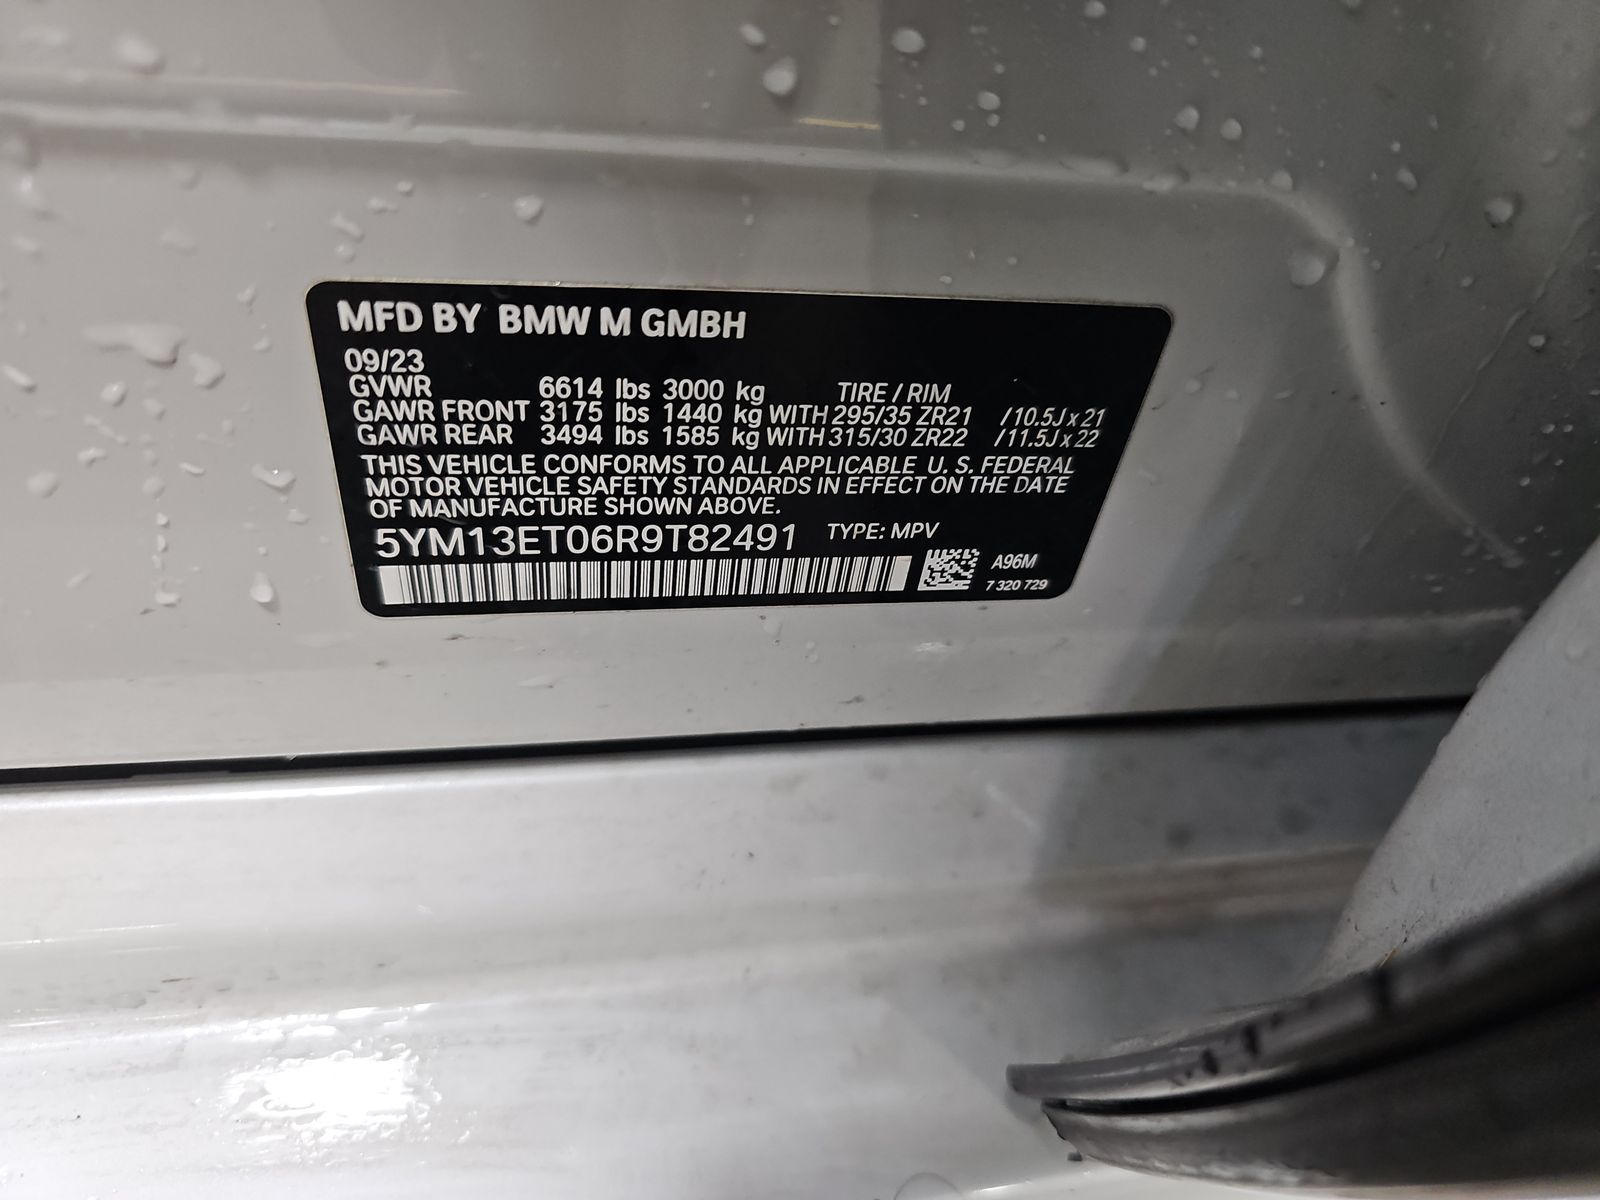 MFD BY BMW M GMBH
09/23
GVWR 6614 lbs 3000 kg TIRE / RIM
GAWR FRONT 3175 lbs 1440 kg WITH 295/35 ZR21 /10.5J x 21
GAWR REAR 3494 lbs 1585 kg WITH 315/30 ZR22 /11.5J x 22
THIS VEHICLE CONFORMS TO ALL APPLICABLE U. S. FEDERAL
MOTOR VEHICLE SAFETY STANDARDS IN EFFECT ON THE DATE
OF MANUFACTURE SHOWN ABOVE.
5YM13ET06R9T82491 TYPE: MPV
A96M
7 320 729